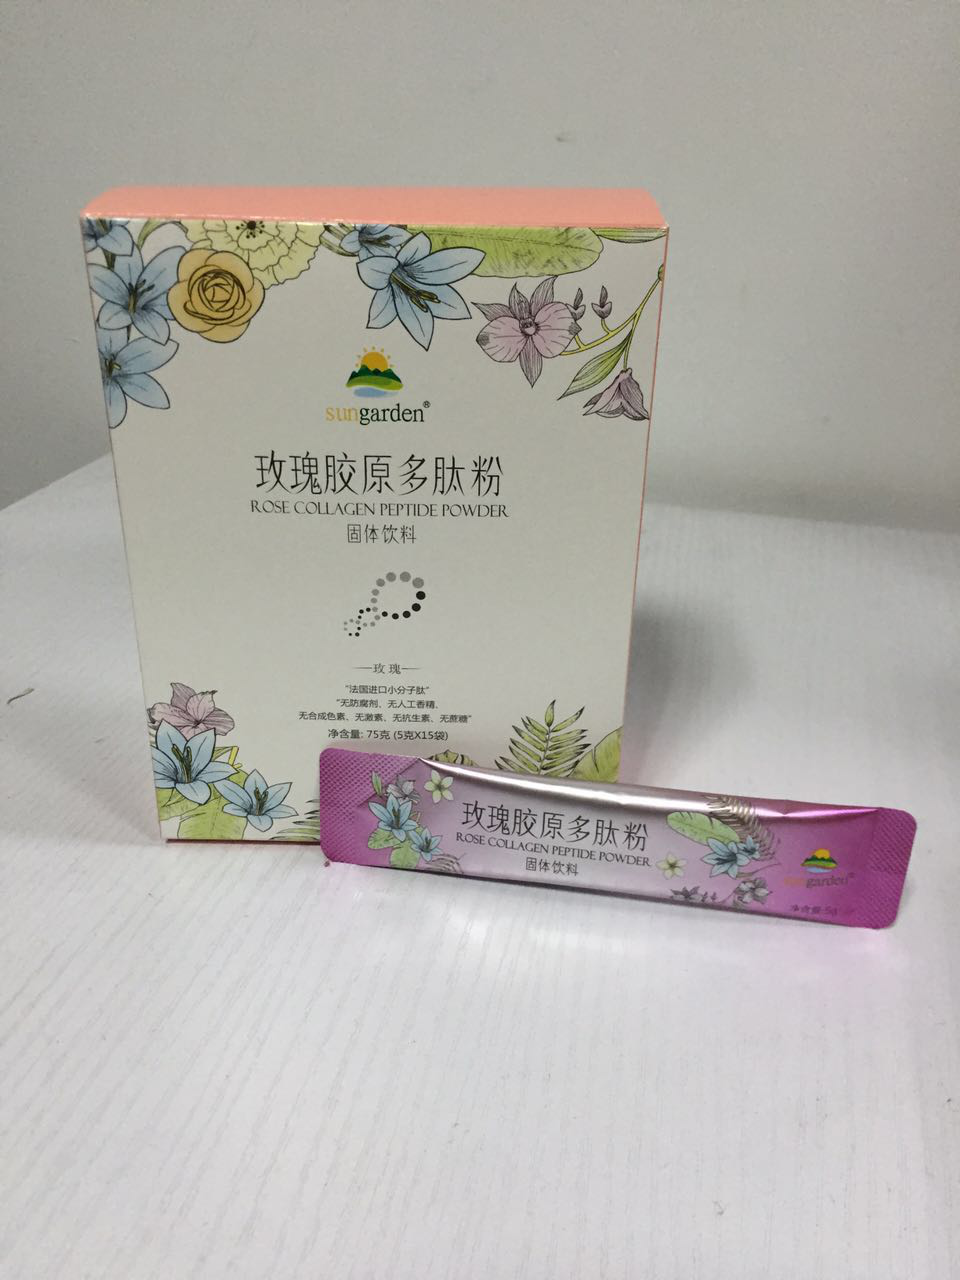 sungarden®
玫瑰胶原多肽粉
ROSE COLLAGEN PEPTIDE POWDER
固体饮料
玫瑰
“法国进口小分子肽”
“无防腐剂、无人工香精、
无合成色素、无激素、无抗生素、无蔗糖”
净含量: 75克 (5克X15袋)
玫瑰胶原多肽粉
ROSE COLLAGEN PEPTIDE POWDER
固体饮料
sungarden®
净含量:5g